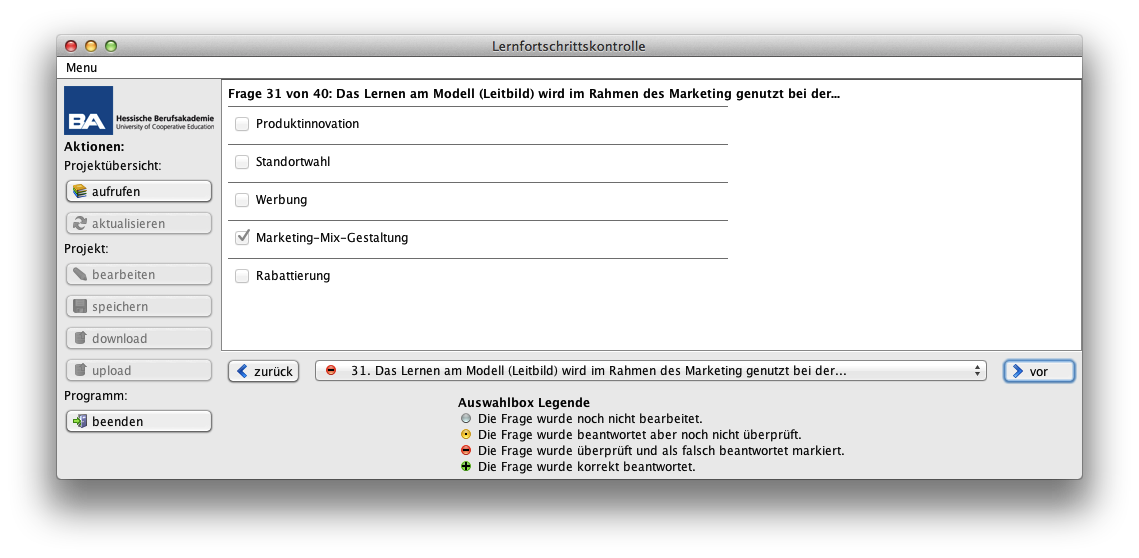 Lernfortschrittskontrolle
Menu
BA Hessische Berufsakademie
University of Cooperative Education
Aktionen:
Projektübersicht:
aufrufen
aktualisieren
Projekt:
bearbeiten
speichern
download
upload
Programm:
beenden
Frage 31 von 40: Das Lernen am Modell (Leitbild) wird im Rahmen des Marketing genutzt bei der...
Produktinnovation
Standortwahl
Werbung
Marketing-Mix-Gestaltung
Rabattierung
zurück
31. Das Lernen am Modell (Leitbild) wird im Rahmen des Marketing genutzt bei der...
vor
Auswahlbox Legende
Die Frage wurde noch nicht bearbeitet.
Die Frage wurde beantwortet aber noch nicht überprüft.
Die Frage wurde überprüft und als falsch beantwortet markiert.
Die Frage wurde korrekt beantwortet.